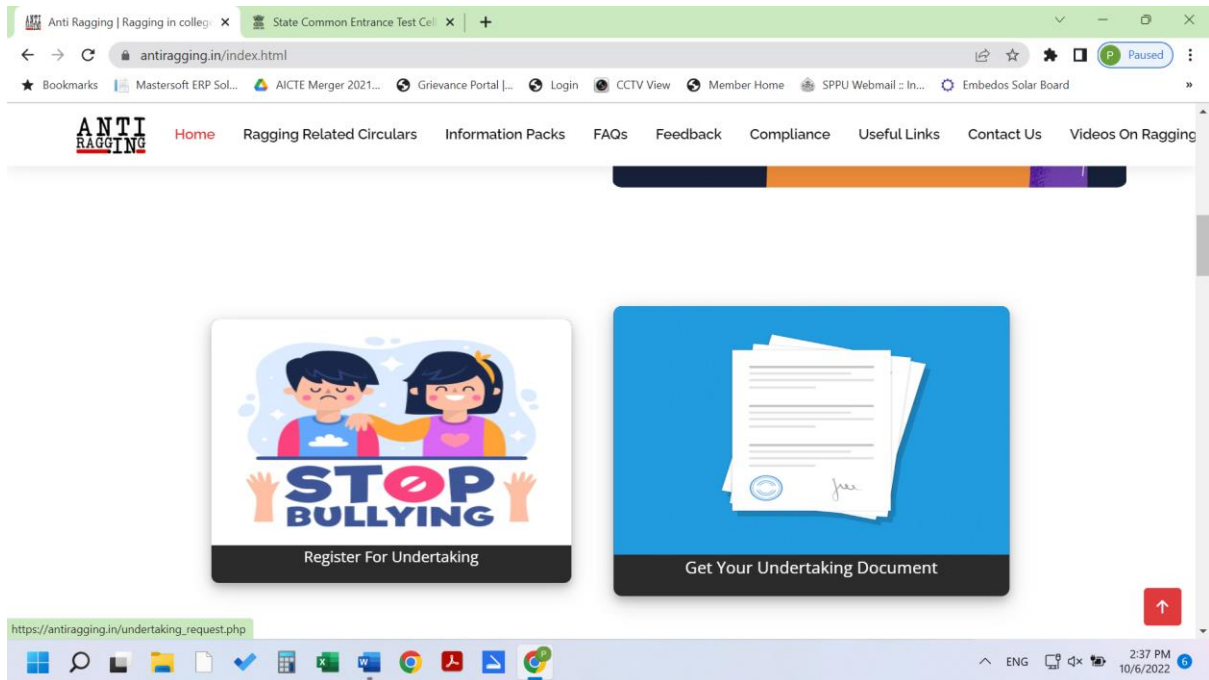 Anti Ragging | Ragging in colleg
State Common Entrance Test Cell
antiragging.in/index.html
Paused
Bookmarks Mastersoft ERP Sol... AICTE Merger 2021... Grievance Portal |... Login CCTV View Member Home SPPU Webmail :: In... Embedos Solar Board »
ANTI
RAGGING
Home Ragging Related Circulars Information Packs FAQs Feedback Compliance Useful Links Contact Us Videos On Ragging
STOP
BULLYING
Register For Undertaking
Get Your Undertaking Document
https://antiragging.in/undertaking_request.php
ENG
2:37 PM
10/6/2022
6